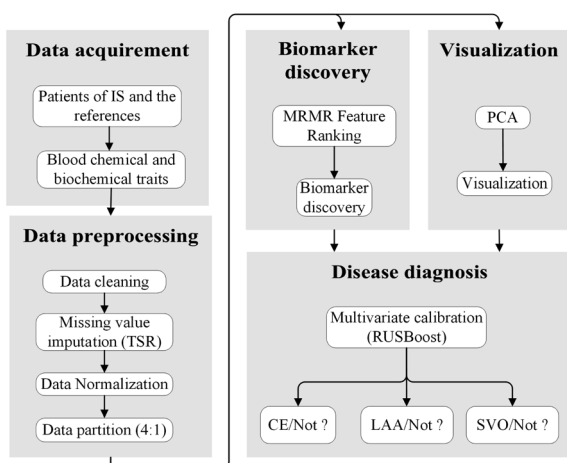 Data acquirement
Patients of IS and the
references
Blood chemical and
biochemical traits
Data preprocessing
Data cleaning
Missing value
imputation (TSR)
Data Normalization
Data partition (4:1)
Biomarker
discovery
MRMR Feature
Ranking
Biomarker
discovery
Visualization
PCA
Visualization
Disease diagnosis
Multivariate calibration
(RUSBoost)
CE/Not ?
LAA/Not ?
SVO/Not ?